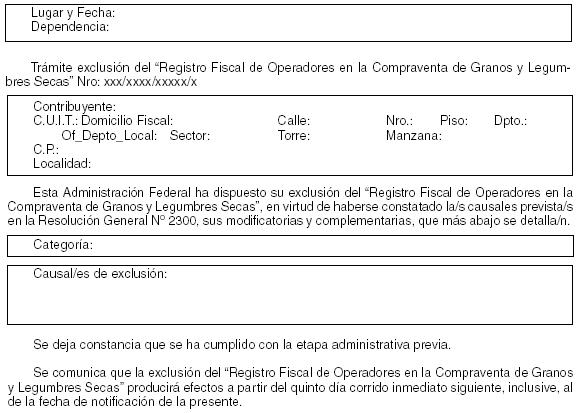 Lugar y Fecha:
Dependencia:
Trámite exclusión del “Registro Fiscal de Operadores en la Compraventa de Granos y Legum-
bres Secas” Nro: xxx/xxxx/xxxxx/x
Contribuyente:
C.U.I.T.: Domicilio Fiscal: Calle: Nro.: Piso: Dpto.:
Of_Depto_Local: Sector: Torre: Manzana:
C.P.:
Localidad:
Esta Administración Federal ha dispuesto su exclusión del “Registro Fiscal de Operadores en la
Compraventa de Granos y Legumbres Secas”, en virtud de haberse constatado la/s causales prevista/s
en la Resolución General Nº 2300, sus modificatorias y complementarias, que más abajo se detalla/n.
Categoría:
Causal/es de exclusión:
Se deja constancia que se ha cumplido con la etapa administrativa previa.
Se comunica que la exclusión del “Registro Fiscal de Operadores en la Compraventa de Granos
y Legumbres Secas” producirá efectos a partir del quinto día corrido inmediato siguiente, inclusive, al
de la fecha de notificación de la presente.